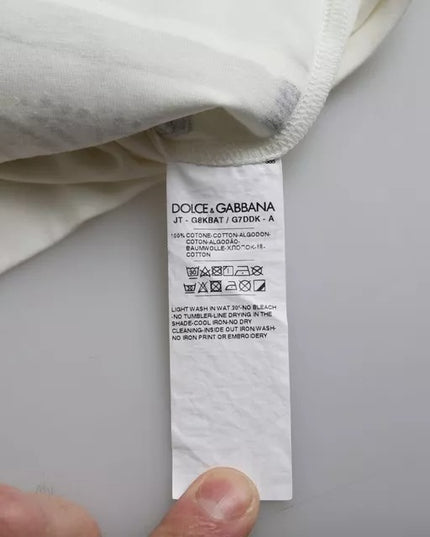 DOLCE & GABBANA
JT - G8KBAT / G7DDK - A
100% COTONE-COTTON-ALGODON-
COTON-ALGODÃO-
BAUMWOLLE-ХЛОПОК-棉-
COTTON
LIGHT WASH IN WAT 30°-NO BLEACH
-NO TUMBLER-LINE DRYING IN THE
SHADE-COOL IRON-NO DRY
CLEANING-INSIDE OUT IRON/WASH-
NO IRON PRINT OR EMBOIDERY